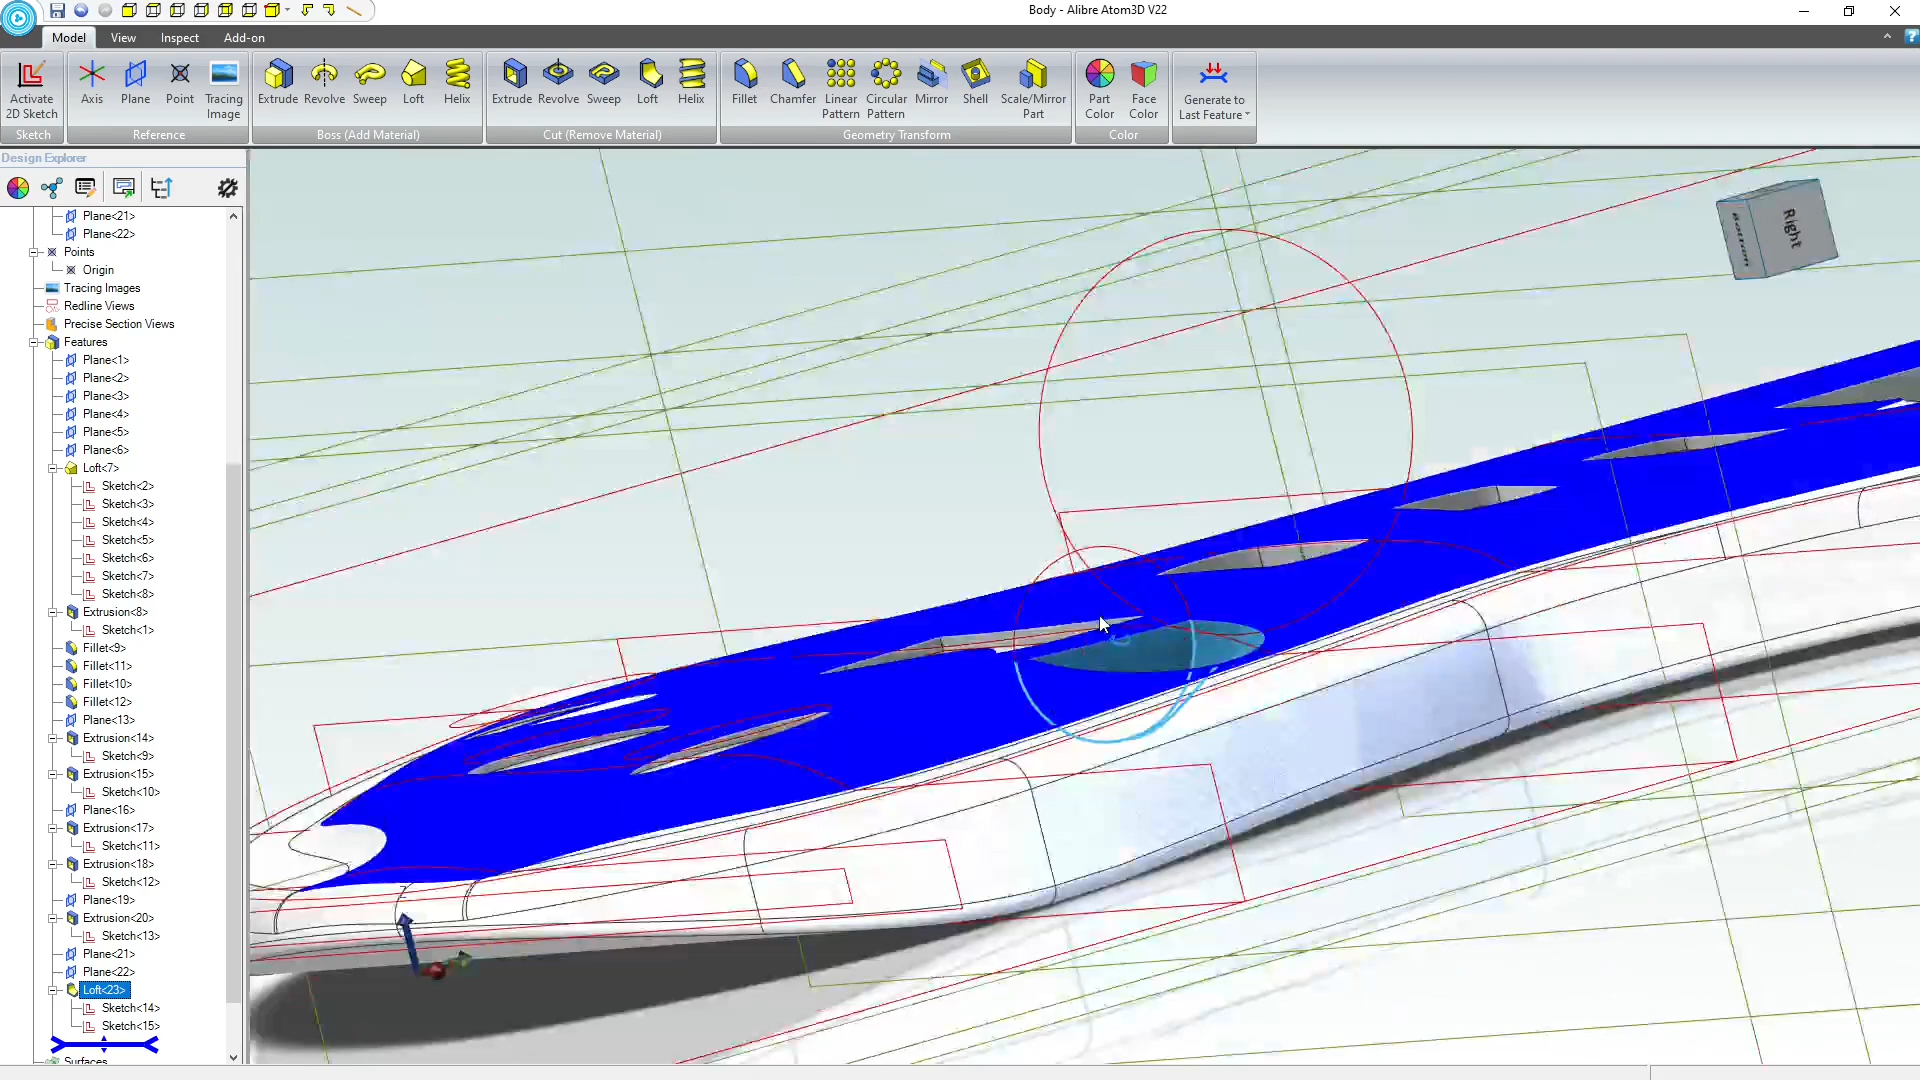 Body - Alibre Atom3D V22
Model View Inspect Add-on
Activate 2D Sketch
Axis Plane Point Tracing Image
Extrude Revolve Sweep Loft Helix
Extrude Revolve Sweep Loft Helix
Fillet Chamfer Linear Pattern Circular Pattern Mirror Shell Scale/Mirror Part
Part Color Face Color
Generate to Last Feature
Sketch Reference Boss (Add Material) Cut (Remove Material) Geometry Transform Color
Design Explorer
Plane<21>
Plane<22>
Points
Origin
Tracing Images
Redline Views
Precise Section Views
Features
Plane<1>
Plane<2>
Plane<3>
Plane<4>
Plane<5>
Plane<6>
Loft<7>
Sketch<2>
Sketch<3>
Sketch<4>
Sketch<5>
Sketch<6>
Sketch<7>
Sketch<8>
Extrusion<8>
Sketch<1>
Fillet<9>
Fillet<11>
Fillet<10>
Fillet<12>
Plane<13>
Extrusion<14>
Sketch<9>
Extrusion<15>
Sketch<10>
Plane<16>
Extrusion<17>
Sketch<11>
Extrusion<18>
Sketch<12>
Plane<19>
Extrusion<20>
Sketch<13>
Plane<21>
Plane<22>
Loft<23>
Sketch<14>
Sketch<15>
Surfaces
Right
Bottom
Z